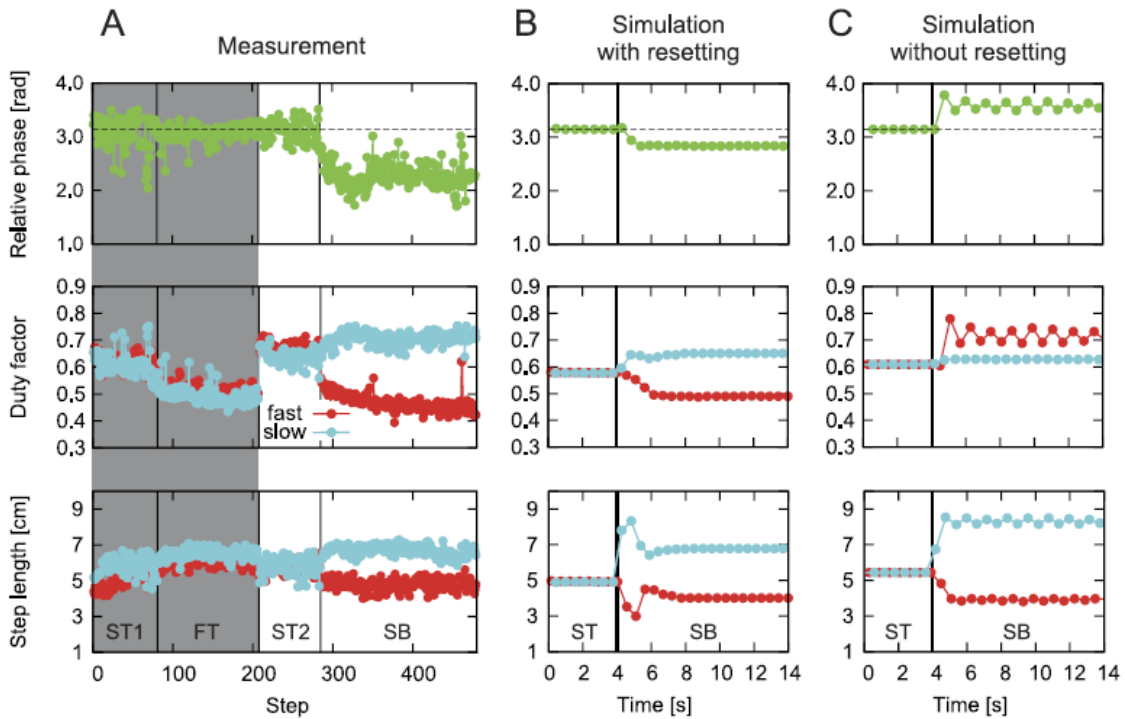 A
Measurement
B
Simulation
with resetting
C
Simulation
without resetting
Relative phase [rad]
4.0
3.0
2.0
1.0
4.0
3.0
2.0
1.0
4.0
3.0
2.0
1.0
Duty factor
0.9
0.8
0.7
0.6
0.5
0.4
0.3
fast
slow
0.9
0.8
0.7
0.6
0.5
0.4
0.3
0.9
0.8
0.7
0.6
0.5
0.4
0.3
Step length [cm]
9
7
5
3
1
ST1
FT
ST2
SB
0
100
200
300
400
Step
9
7
5
3
1
ST
SB
0 2 4 6 8 10 12 14
Time [s]
9
7
5
3
1
ST
SB
0 2 4 6 8 10 12 14
Time [s]